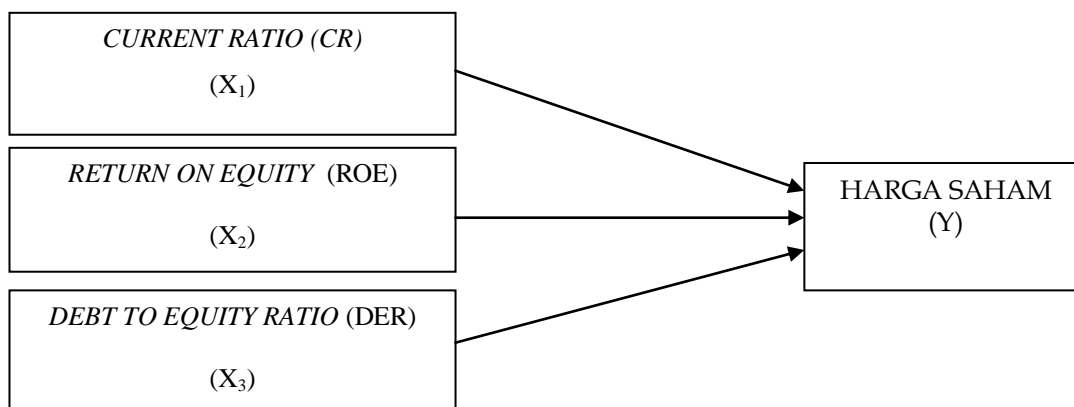 CURRENT RATIO (CR)
(X₁)
RETURN ON EQUITY (ROE)
(X₂)
DEBT TO EQUITY RATIO (DER)
(X₃)
HARGA SAHAM
(Y)